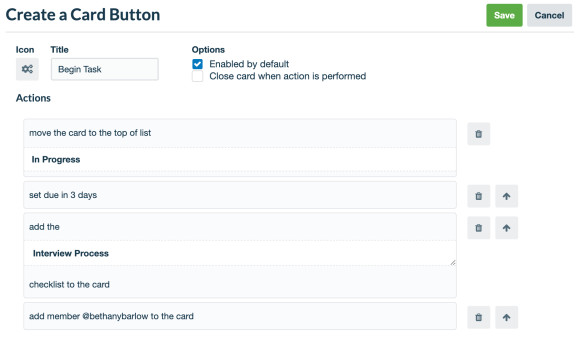 Create a Card Button
Save
Cancel
Icon
Title
Options
Begin Task
Enabled by default
Close card when action is performed
Actions
move the card to the top of list
In Progress
set due in 3 days
add the
Interview Process
checklist to the card
add member @bethanybarlow to the card